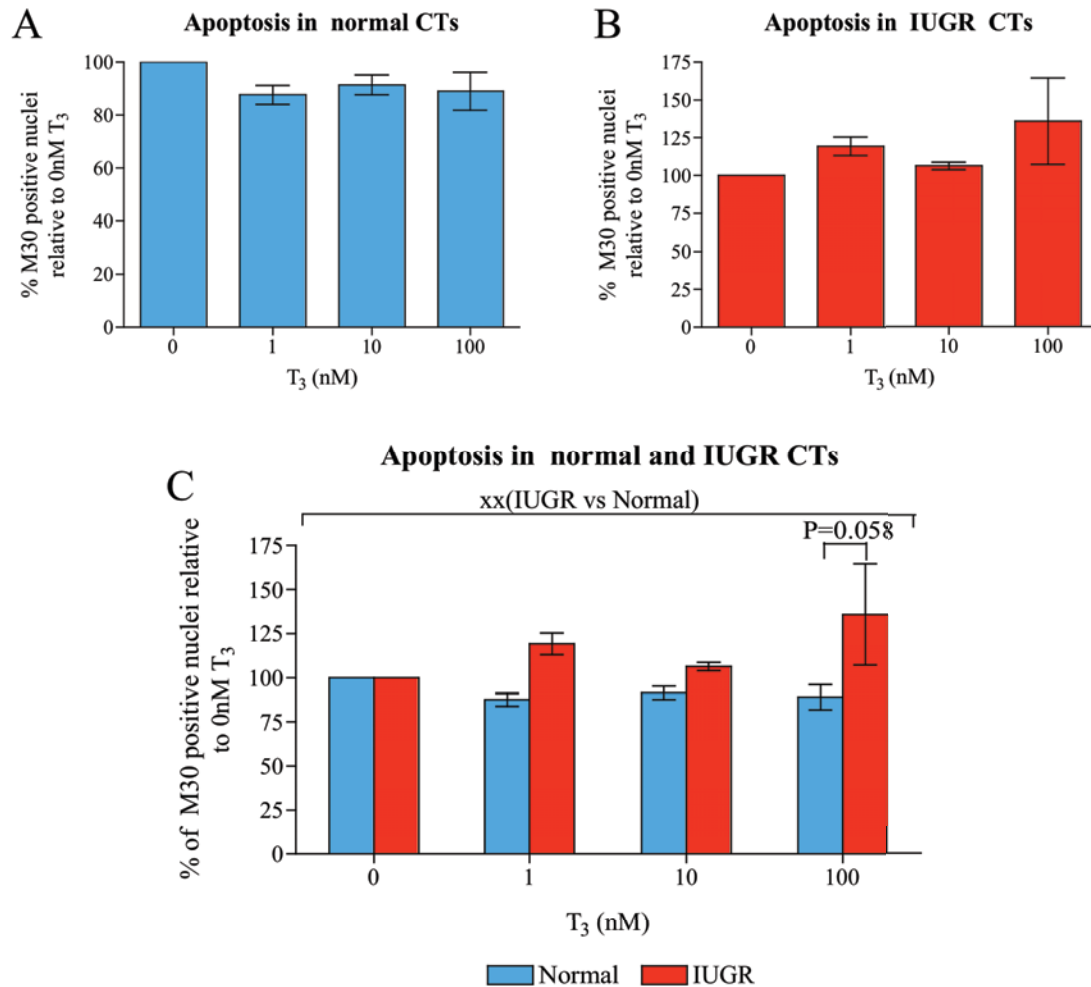 A
Apoptosis in normal CTs
% M30 positive nuclei
relative to 0nM T3
100
80
60
40
20
0
0 1 10 100
T3 (nM)
B
Apoptosis in IUGR CTs
% M30 positive nuclei
relative to 0nM T3
175
150
125
100
75
50
25
0
0 1 10 100
T3 (nM)
C
Apoptosis in normal and IUGR CTs
xx(IUGR vs Normal)
P=0.058
% of M30 positive nuclei relative
to 0nM T3
175
150
125
100
75
50
25
0
0 1 10 100
T3 (nM)
Normal IUGR